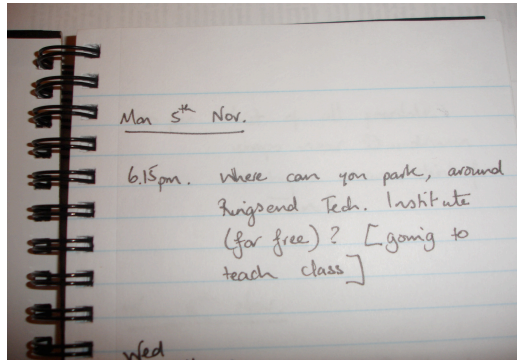 Mon 5th Nov.
6.15pm. Where can you park, around
Ringsend Tech. Institute
(for free)? [going to
teach class]
Wed